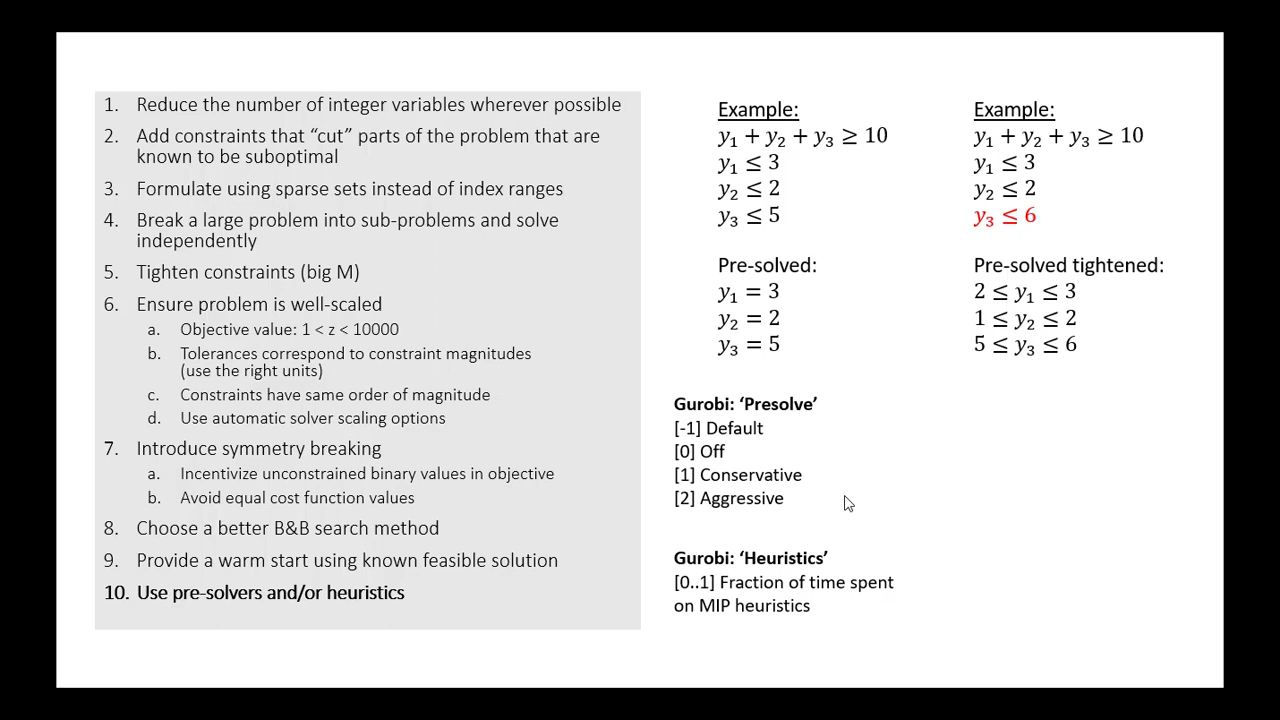 1. Reduce the number of integer variables wherever possible
2. Add constraints that “cut” parts of the problem that are
known to be suboptimal
3. Formulate using sparse sets instead of index ranges
4. Break a large problem into sub-problems and solve
independently
5. Tighten constraints (big M)
6. Ensure problem is well-scaled
a. Objective value: 1 < z < 10000
b. Tolerances correspond to constraint magnitudes
(use the right units)
c. Constraints have same order of magnitude
d. Use automatic solver scaling options
7. Introduce symmetry breaking
a. Incentivize unconstrained binary values in objective
b. Avoid equal cost function values
8. Choose a better B&B search method
9. Provide a warm start using known feasible solution
10. Use pre-solvers and/or heuristics
Example:
y₁ + y₂ + y₃ ≥ 10
y₁ ≤ 3
y₂ ≤ 2
y₃ ≤ 5
Pre-solved:
y₁ = 3
y₂ = 2
y₃ = 5
Example:
y₁ + y₂ + y₃ ≥ 10
y₁ ≤ 3
y₂ ≤ 2
y₃ ≤ 6
Pre-solved tightened:
2 ≤ y₁ ≤ 3
1 ≤ y₂ ≤ 2
5 ≤ y₃ ≤ 6
Gurobi: ‘Presolve’
[-1] Default
[0] Off
[1] Conservative
[2] Aggressive
Gurobi: ‘Heuristics’
[0..1] Fraction of time spent
on MIP heuristics